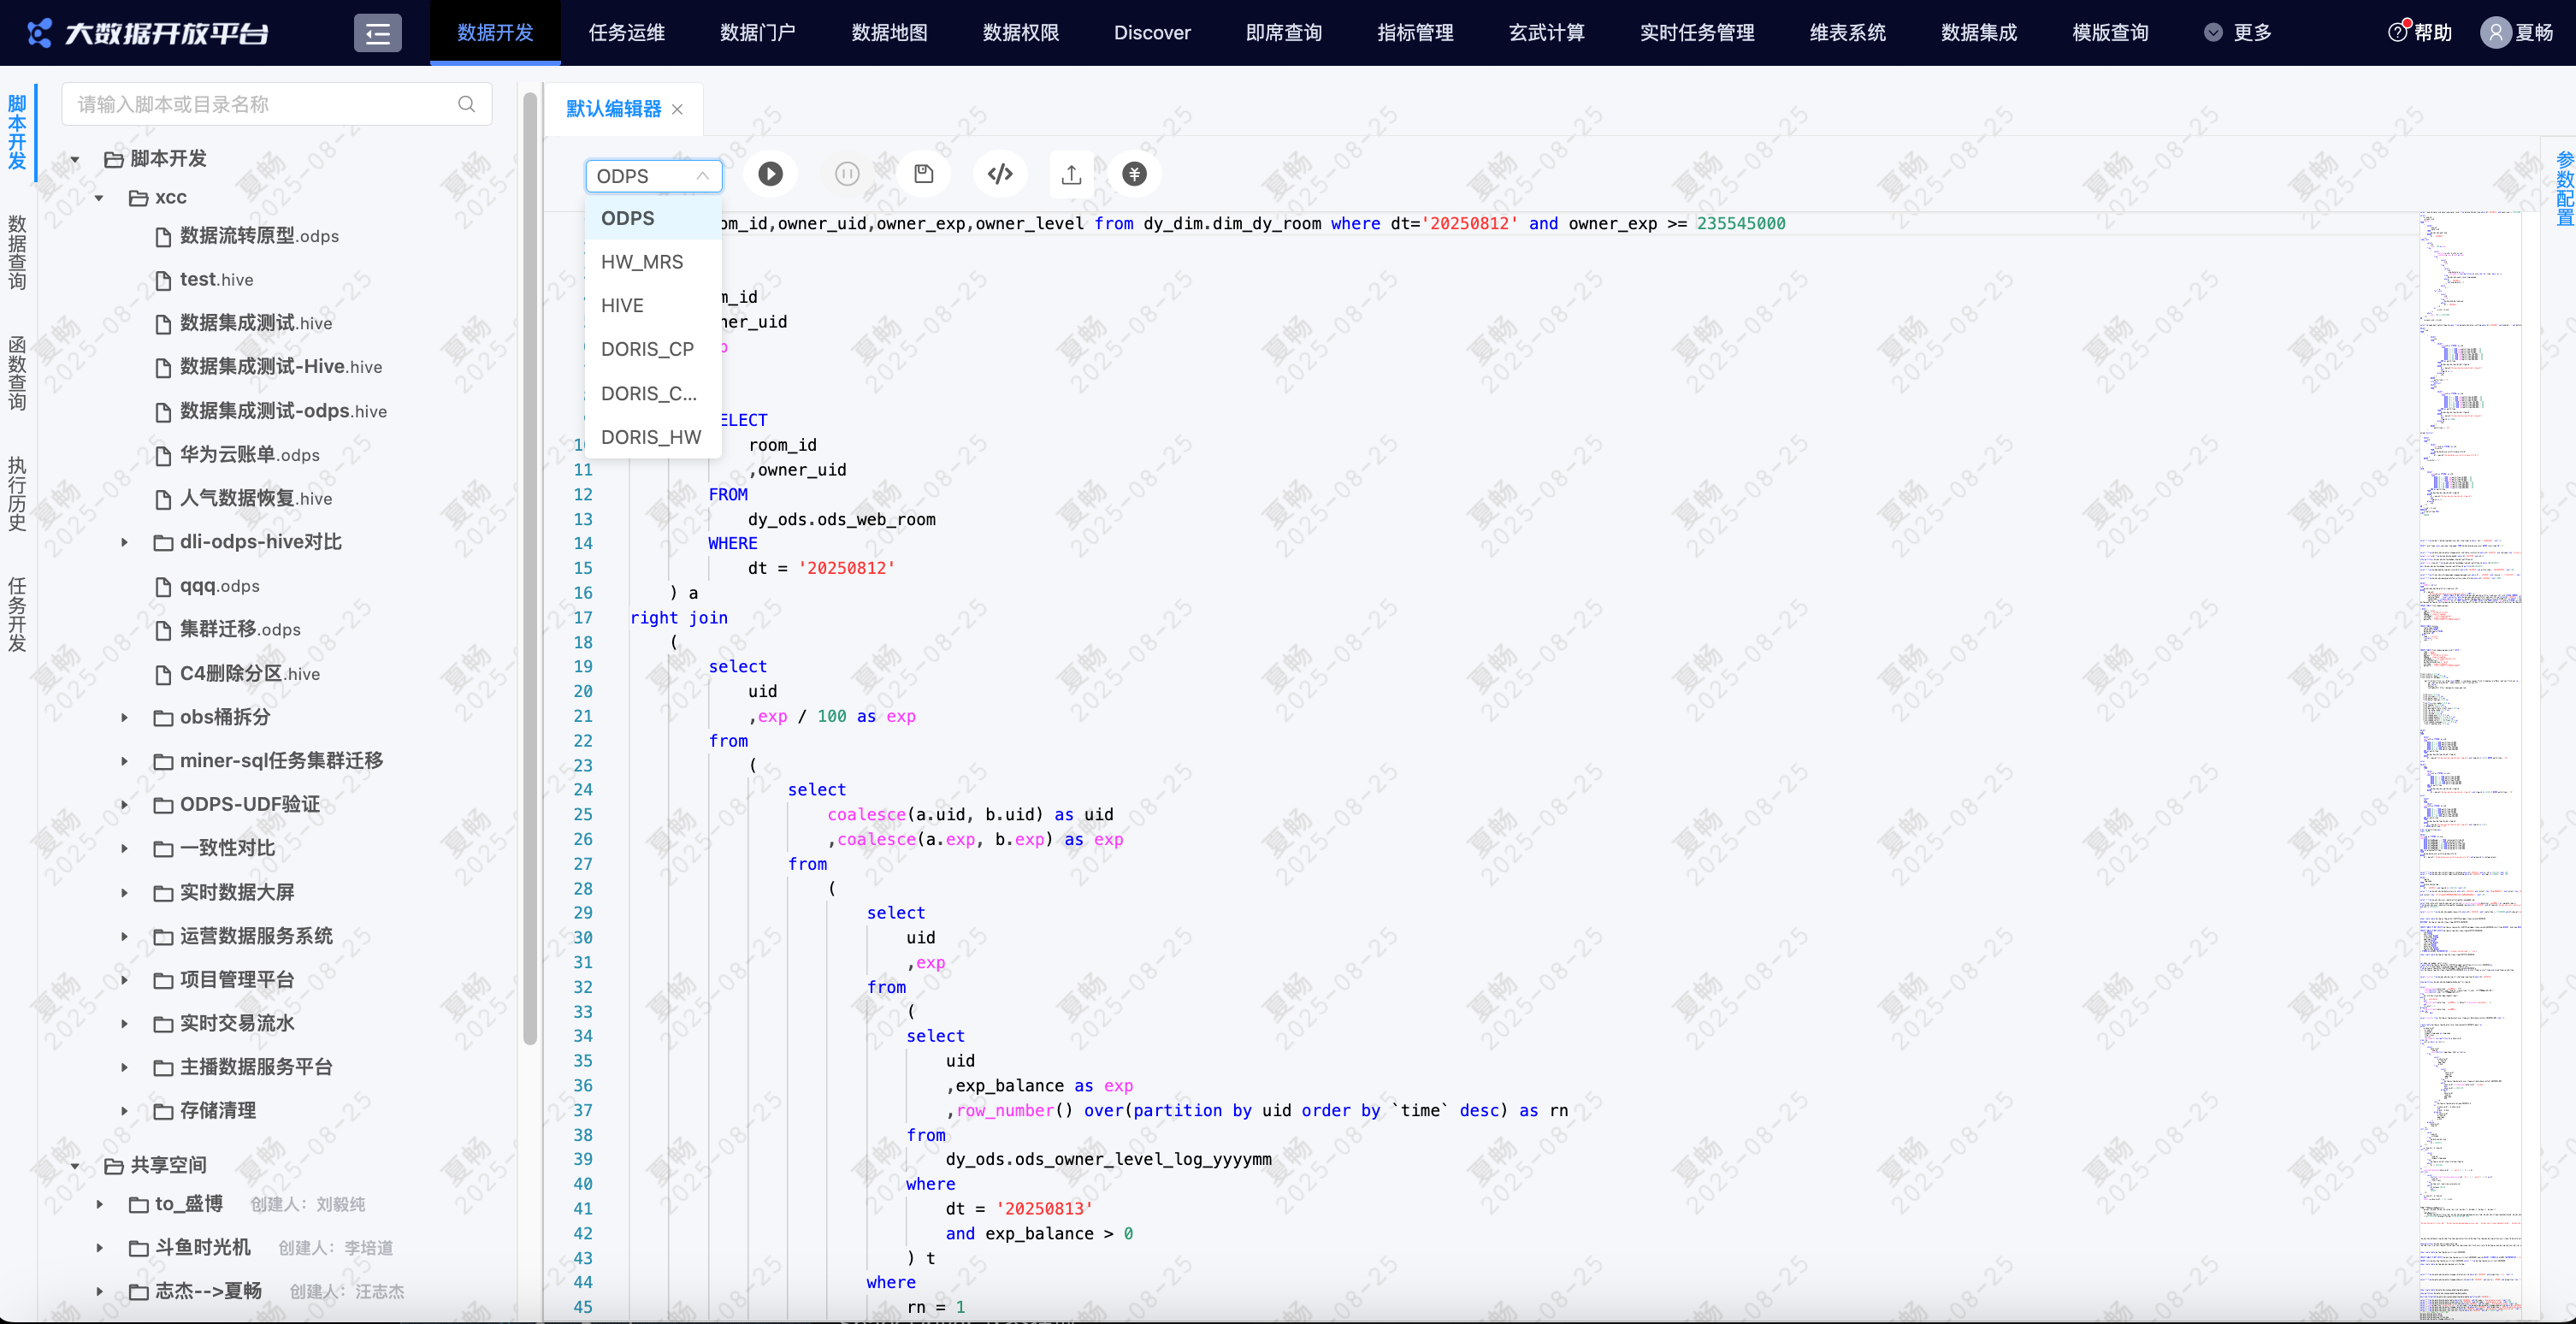 大数据开放平台
数据开发 任务运维 数据门户 数据地图 数据权限 Discover 即席查询 指标管理 玄武计算 实时任务管理 维表系统 数据集成 模版查询 更多 帮助 夏畅
脚本开发
数据查询
函数查询
执行历史
任务开发
请输入脚本或目录名称
脚本开发
xcc
数据流转原型.odps
test.hive
数据集成测试.hive
数据集成测试-Hive.hive
数据集成测试-odps.hive
华为云账单.odps
人气数据恢复.hive
dli-odps-hive对比
qqq.odps
集群迁移.odps
C4删除分区.hive
obs桶拆分
miner-sql任务集群迁移
ODPS-UDF验证
一致性对比
实时数据大屏
运营数据服务系统
项目管理平台
实时交易流水
主播数据服务平台
存储清理
共享空间
to_盛博 创建人：刘毅纯
斗鱼时光机 创建人：李培道
志杰-->夏畅 创建人：汪志杰
默认编辑器
ODPS
ODPS
HW_MRS
HIVE
DORIS_CP
DORIS_C...
DORIS_HW
om_id,owner_uid,owner_exp,owner_level from dy_dim.dim_dy_room where dt='20250812' and owner_exp >= 235545000
m_id
ner_uid
p
ELECT
10 room_id
11 ,owner_uid
12 FROM
13 dy_ods.ods_web_room
14 WHERE
15 dt = '20250812'
16 ) a
17 right join
18 (
19 select
20 uid
21 ,exp / 100 as exp
22 from
23 (
24 select
25 coalesce(a.uid, b.uid) as uid
26 ,coalesce(a.exp, b.exp) as exp
27 from
28 (
29 select
30 uid
31 ,exp
32 from
33 (
34 select
35 uid
36 ,exp_balance as exp
37 ,row_number() over(partition by uid order by `time` desc) as rn
38 from
39 dy_ods.ods_owner_level_log_yyyymm
40 where
41 dt = '20250813'
42 and exp_balance > 0
43 ) t
44 where
45 rn = 1
参数配置
夏畅
2025-08-25